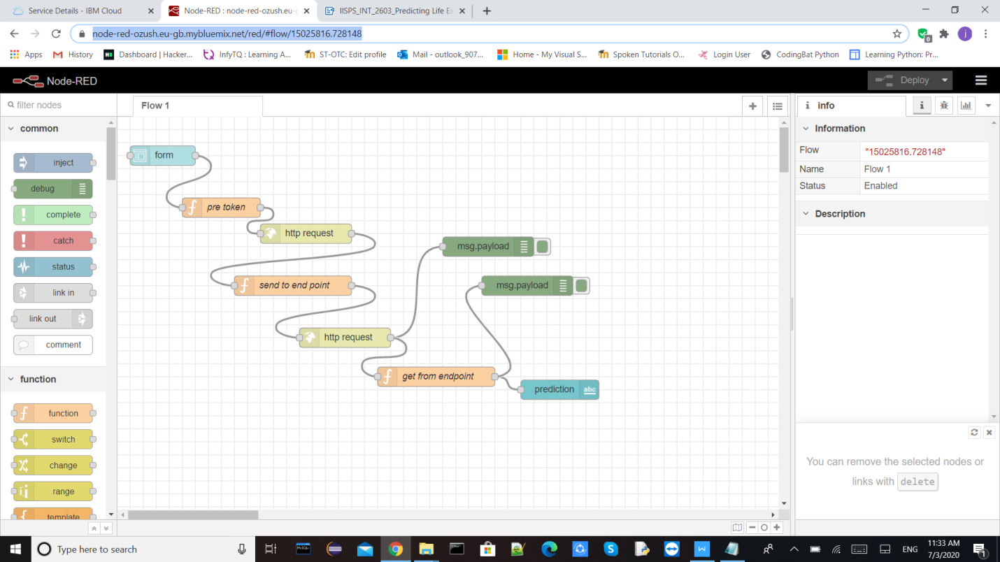 Service Details - IBM Cloud
Node-RED : node-red-ozush.eu-g
IISPS_INT_2603_Predicting Life Ex
node-red-ozush.eu-gb.mybluemix.net/red/#flow/15025816.728148
0
j
Apps
History
Dashboard | Hacker...
InfyTQ : Learning A...
ST-OTC: Edit profile
Mail - outlook_907...
Home - My Visual S...
Spoken Tutorials O...
Login User
CodingBat Python
Learning Python: Pr...
Node-RED
Deploy
filter nodes
Flow 1
i info
i
common
inject
debug
complete
catch
status
link in
link out
comment
function
function
switch
change
range
template
form
pre token
http request
send to end point
http request
get from endpoint
msg.payload
msg.payload
prediction abc
Information
Flow "15025816.728148"
Name Flow 1
Status Enabled
Description
You can remove the selected nodes or
links with delete
Type here to search
MySQL
ENG
11:33 AM
7/3/2020
1